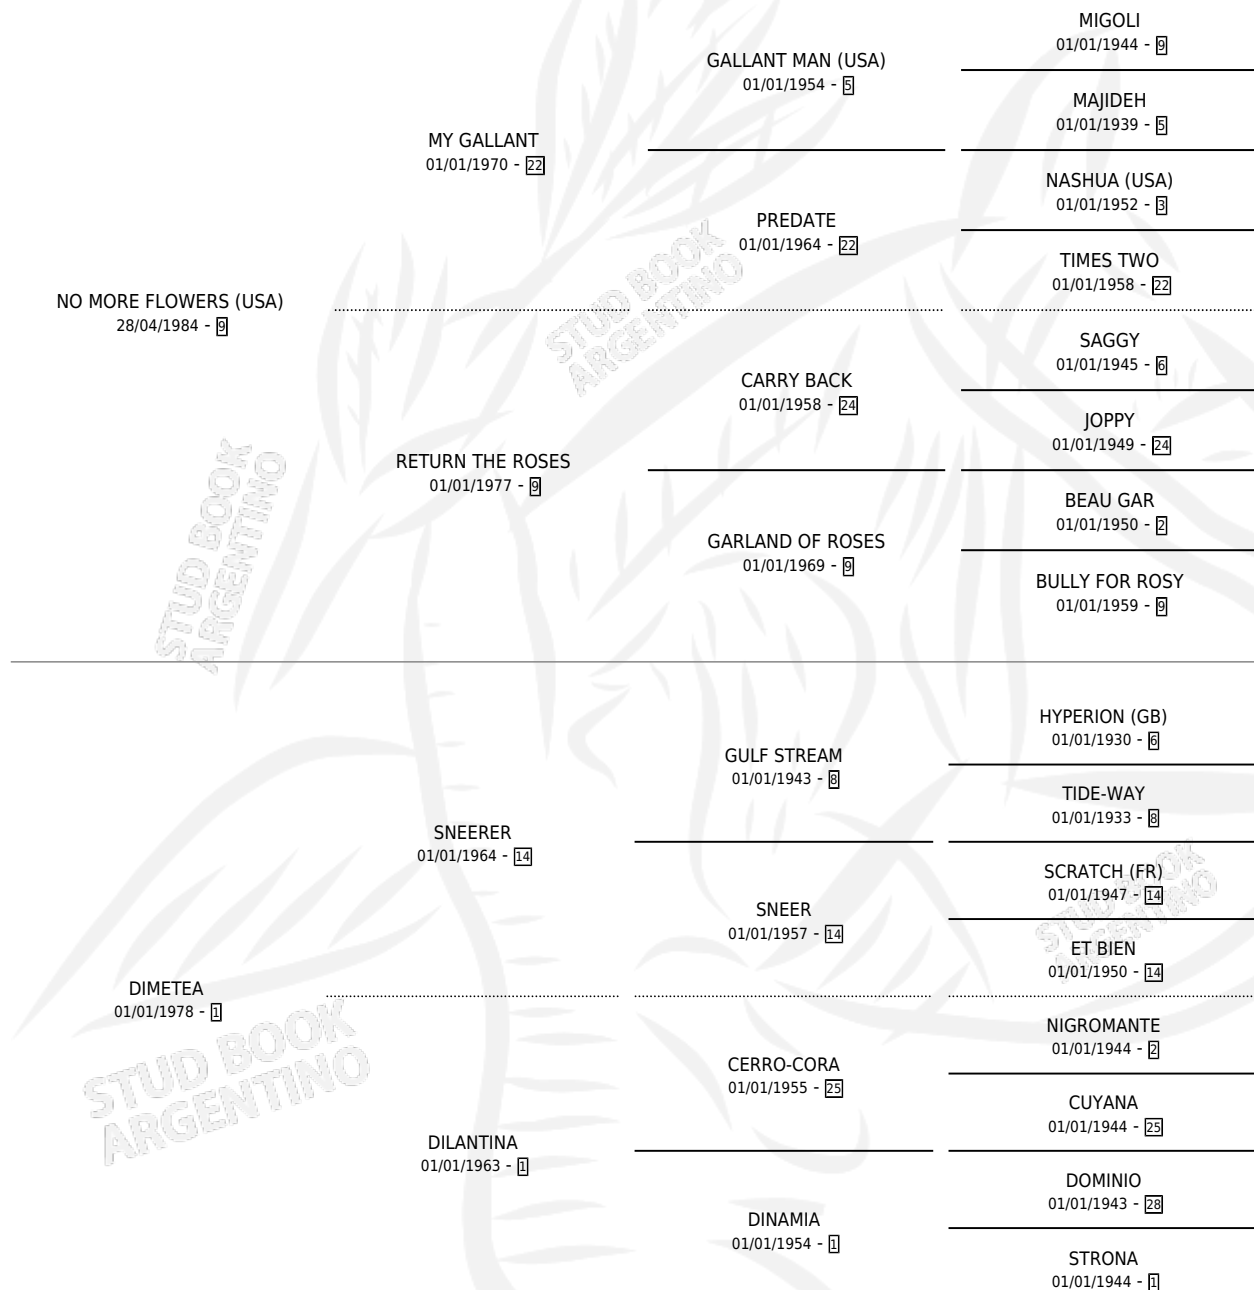 MIGOLI
01/01/1944 - 9
GALLANT MAN (USA)
01/01/1954 - 5
MAJIDEH
01/01/1939 - 5
MY GALLANT
01/01/1970 - 22
NASHUA (USA)
01/01/1952 - 3
PREDATE
01/01/1964 - 22
TIMES TWO
01/01/1958 - 22
NO MORE FLOWERS (USA)
28/04/1984 - 9
SAGGY
01/01/1945 - 6
CARRY BACK
01/01/1958 - 24
JOPPY
01/01/1949 - 24
RETURN THE ROSES
01/01/1977 - 9
BEAU GAR
01/01/1950 - 2
GARLAND OF ROSES
01/01/1969 - 9
BULLY FOR ROSY
01/01/1959 - 9
HYPERION (GB)
01/01/1930 - 6
GULF STREAM
01/01/1943 - 8
TIDE-WAY
01/01/1933 - 8
SNEERER
01/01/1964 - 14
SCRATCH (FR)
01/01/1947 - 14
SNEER
01/01/1957 - 14
ET BIEN
01/01/1950 - 14
DIMETEA
01/01/1978 - 1
NIGROMANTE
01/01/1944 - 2
CERRO-CORA
01/01/1955 - 25
CUYANA
01/01/1944 - 25
DILANTINA
01/01/1963 - 1
DOMINIO
01/01/1943 - 28
DINAMIA
01/01/1954 - 1
STRONA
01/01/1944 - 1
STUD BOOK
ARGENTINO
STUD BOOK
ARGENTINO
STUD BOOK
ARGENTINO
STUD BOOK
ARGENTINO